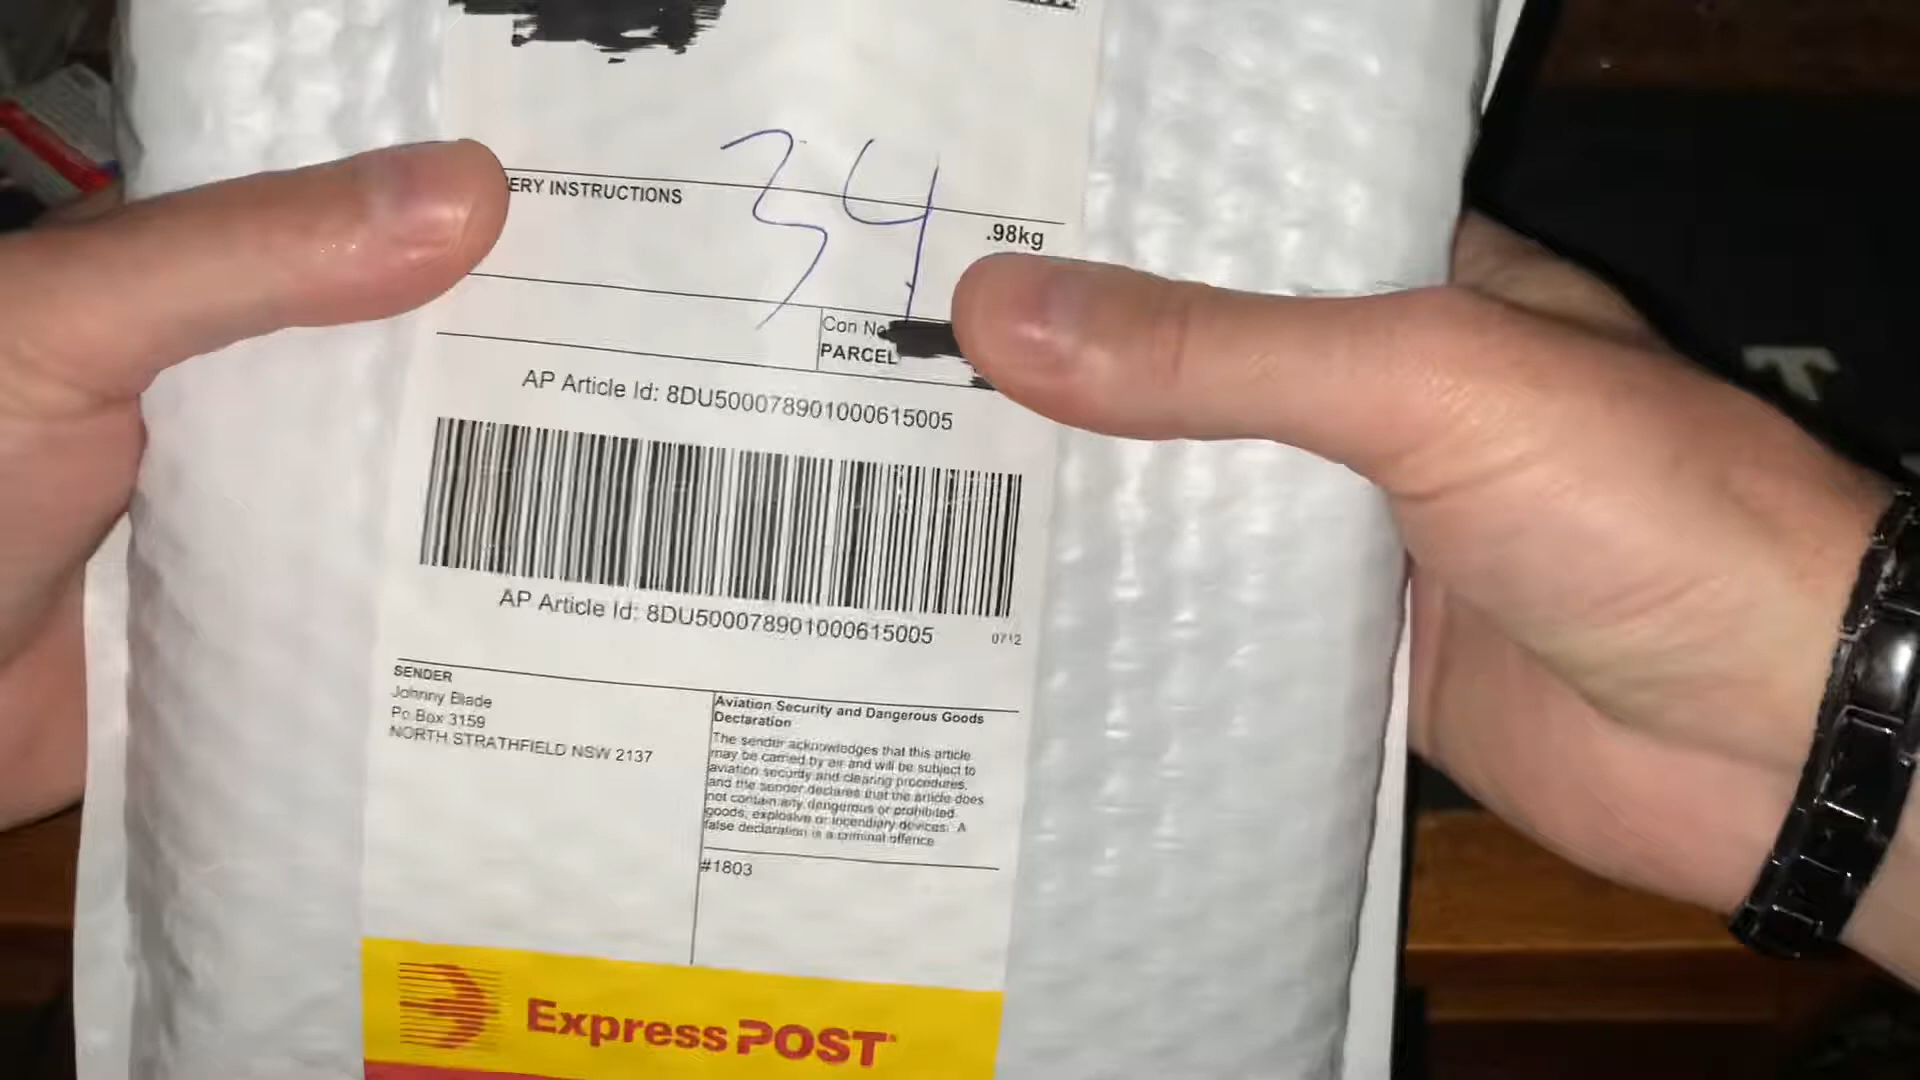 34
ERY INSTRUCTIONS
.98kg
Con No
PARCEL
AP Article Id: 8DU500078901000615005
AP Article Id: 8DU500078901000615005
0712
SENDER
Johnny Blade
Po Box 3159
NORTH STRATHFIELD NSW 2137
Aviation Security and Dangerous Goods
Declaration
The sender acknowledges that this article
may be carried by air and will be subject to
aviation security and clearing procedures,
and the sender declares that the article does
not contain any dangerous or prohibited
goods, explosive or incendiary devices. A
false declaration is a criminal offence
#1803
Express POST